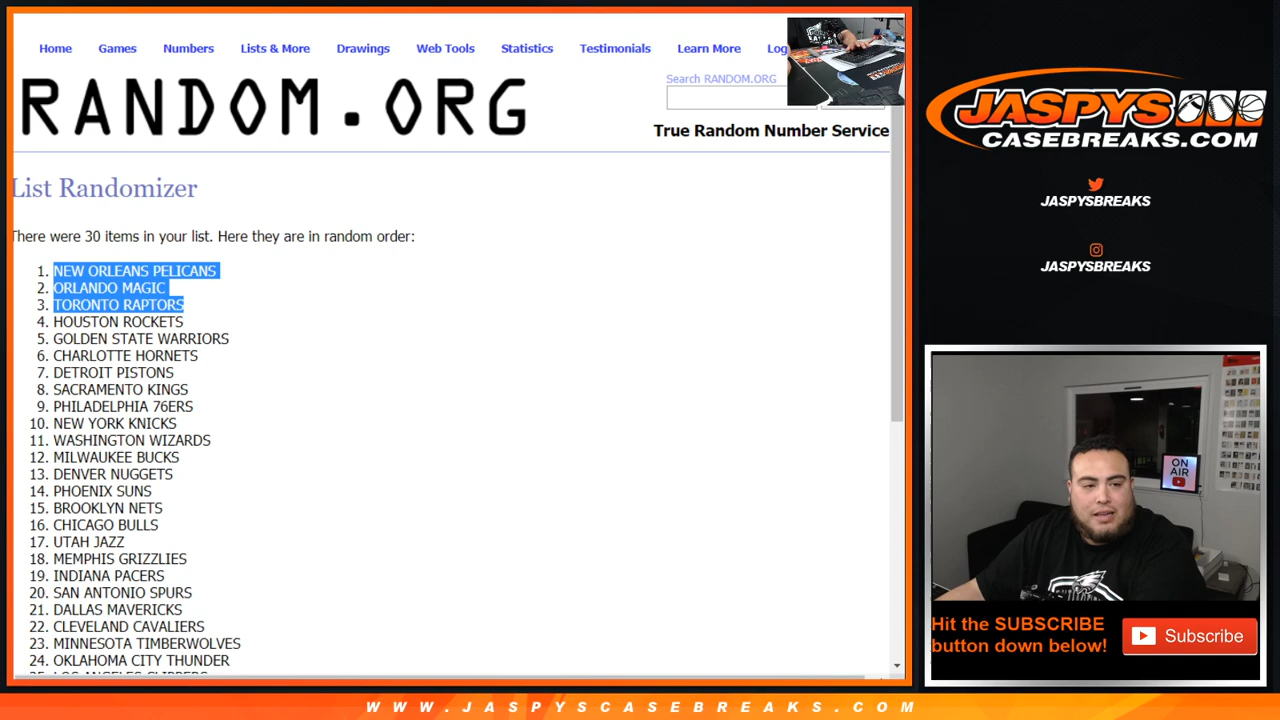 Home Games Numbers Lists & More Drawings Web Tools Statistics Testimonials Learn More Log
Search RANDOM.ORG
RANDOM.ORG
True Random Number Service
List Randomizer
There were 30 items in your list. Here they are in random order:
1. NEW ORLEANS PELICANS
2. ORLANDO MAGIC
3. TORONTO RAPTORS
4. HOUSTON ROCKETS
5. GOLDEN STATE WARRIORS
6. CHARLOTTE HORNETS
7. DETROIT PISTONS
8. SACRAMENTO KINGS
9. PHILADELPHIA 76ERS
10. NEW YORK KNICKS
11. WASHINGTON WIZARDS
12. MILWAUKEE BUCKS
13. DENVER NUGGETS
14. PHOENIX SUNS
15. BROOKLYN NETS
16. CHICAGO BULLS
17. UTAH JAZZ
18. MEMPHIS GRIZZLIES
19. INDIANA PACERS
20. SAN ANTONIO SPURS
21. DALLAS MAVERICKS
22. CLEVELAND CAVALIERS
23. MINNESOTA TIMBERWOLVES
24. OKLAHOMA CITY THUNDER
25. LOS ANGELES CLIPPERS
JASPYS
CASEBREAKS.COM
JASPYSBREAKS
JASPYSBREAKS
ON
AIR
Hit the SUBSCRIBE
button down below!
Subscribe
WWW.JASPYSCASEBREAKS.COM